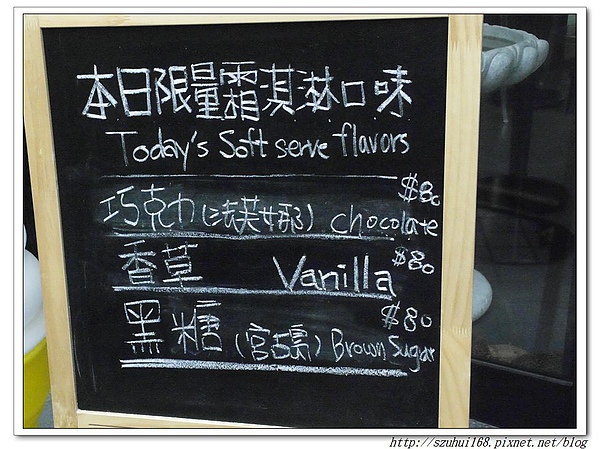 本日限量霜淇淋口味
Today's Soft serve flavors
$80
巧克力(法芙娜) chocolate
$80
香草 Vanilla
$80
黑糖(宮古島) Brown Sugar
http://szuhui168.pixnet.net/blog